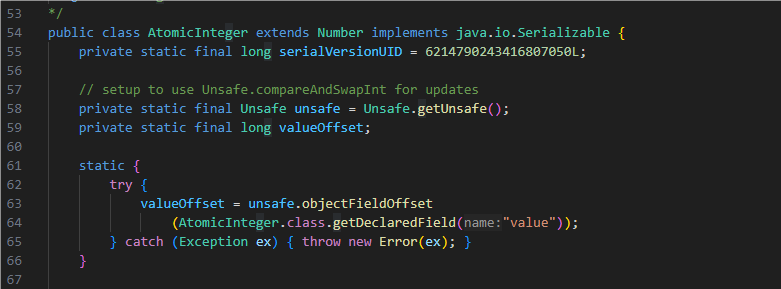 53 */
54 public class AtomicInteger extends Number implements java.io.Serializable {
55 private static final long serialVersionUID = 6214790243416807050L;
56
57 // setup to use Unsafe.compareAndSwapInt for updates
58 private static final Unsafe unsafe = Unsafe.getUnsafe();
59 private static final long valueOffset;
60
61 static {
62 try {
63 valueOffset = unsafe.objectFieldOffset
64 (AtomicInteger.class.getDeclaredField(name:"value"));
65 } catch (Exception ex) { throw new Error(ex); }
66 }
67